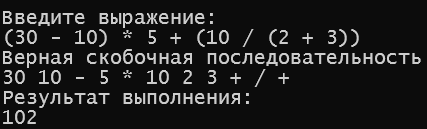 Введите выражение:
(30 - 10) * 5 + (10 / (2 + 3))
Верная скобочная последовательность
30 10 - 5 * 10 2 3 + / +
Результат выполнения:
102